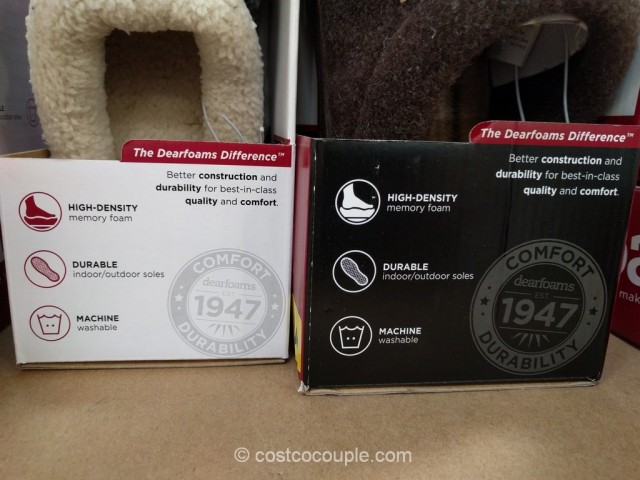 The Dearfoams Difference™
Better construction and
durability for best-in-class
quality and comfort.
HIGH-DENSITY
memory foam
DURABLE
indoor/outdoor soles
MACHINE
washable
COMFORT
dearfoams
EST.
1947
DURABILITY
The Dearfoams Difference™
Better construction and
durability for best-in-class
quality and comfort.
HIGH-DENSITY
memory foam
DURABLE
indoor/outdoor soles
MACHINE
washable
COMFORT
dearfoams
EST.
1947
DURABILITY
© costcocouple.com